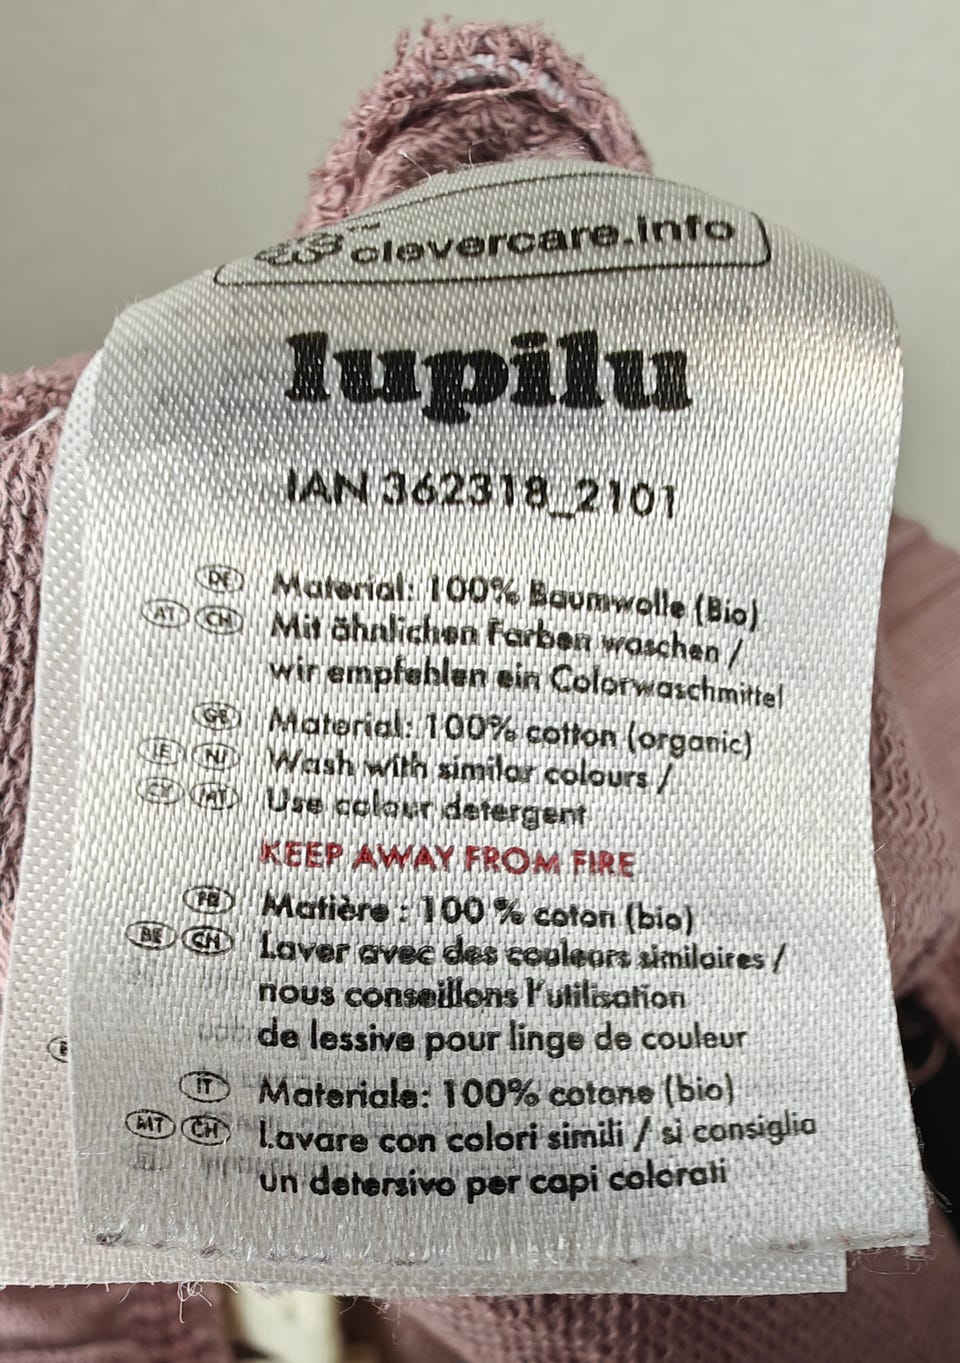 clevercare.info
lupilu
IAN 362318_2101
DE Material: 100% Baumwolle (Bio)
AT CH Mit ähnlichen Farben waschen /
wir empfehlen ein Colorwaschmittel
GB Material: 100% cotton (organic)
IE NI Wash with similar colours /
CY MT Use colour detergent
KEEP AWAY FROM FIRE
FR Matière : 100 % coton (bio)
BE CH Laver avec des couleurs similaires /
nous conseillons l'utilisation
de lessive pour linge de couleur
IT Materiale: 100% cotone (bio)
MT CH Lavare con colori simili / si consiglia
un detersivo per capi colorati